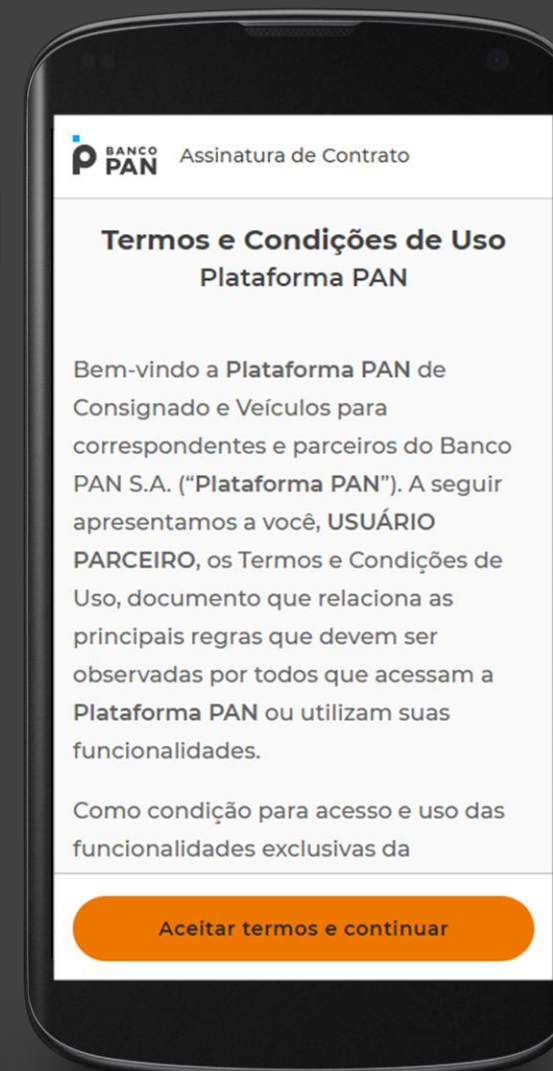 BANCO
PAN
Assinatura de Contrato
Termos e Condições de Uso
Plataforma PAN
Bem-vindo a Plataforma PAN de
Consignado e Veículos para
correspondentes e parceiros do Banco
PAN S.A. (“Plataforma PAN”). A seguir
apresentamos a você, USUÁRIO
PARCEIRO, os Termos e Condições de
Uso, documento que relaciona as
principais regras que devem ser
observadas por todos que acessam a
Plataforma PAN ou utilizam suas
funcionalidades.
Como condição para acesso e uso das
funcionalidades exclusivas da
Aceitar termos e continuar